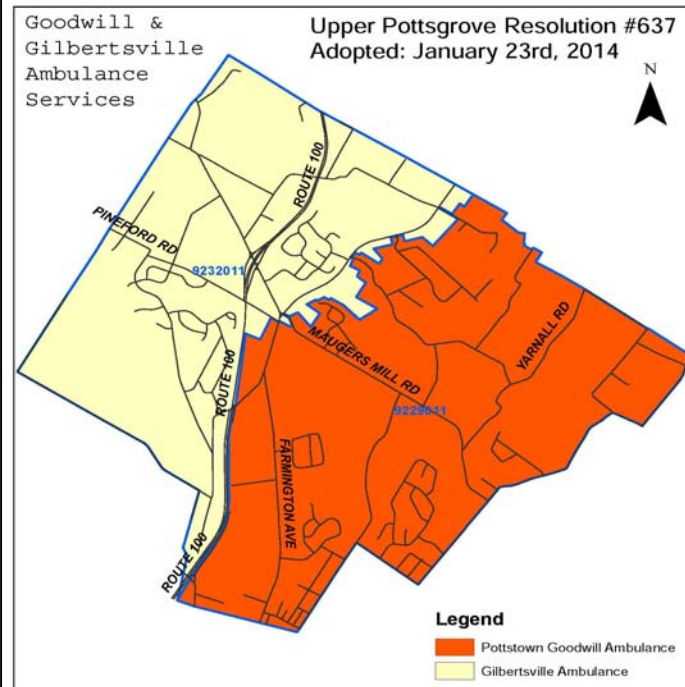 Goodwill &
Gilbertsville
Ambulance
Services
Upper Pottsgrove Resolution #637
Adopted: January 23rd, 2014
N
ROUTE 100
PINEFORD RD
9232011
MAUGERS MILL RD
YARNALL RD
ROUTE 100
9229011
FARMINGTON AVE
ROUTE 100
Legend
Pottstown Goodwill Ambulance
Gilbertsville Ambulance